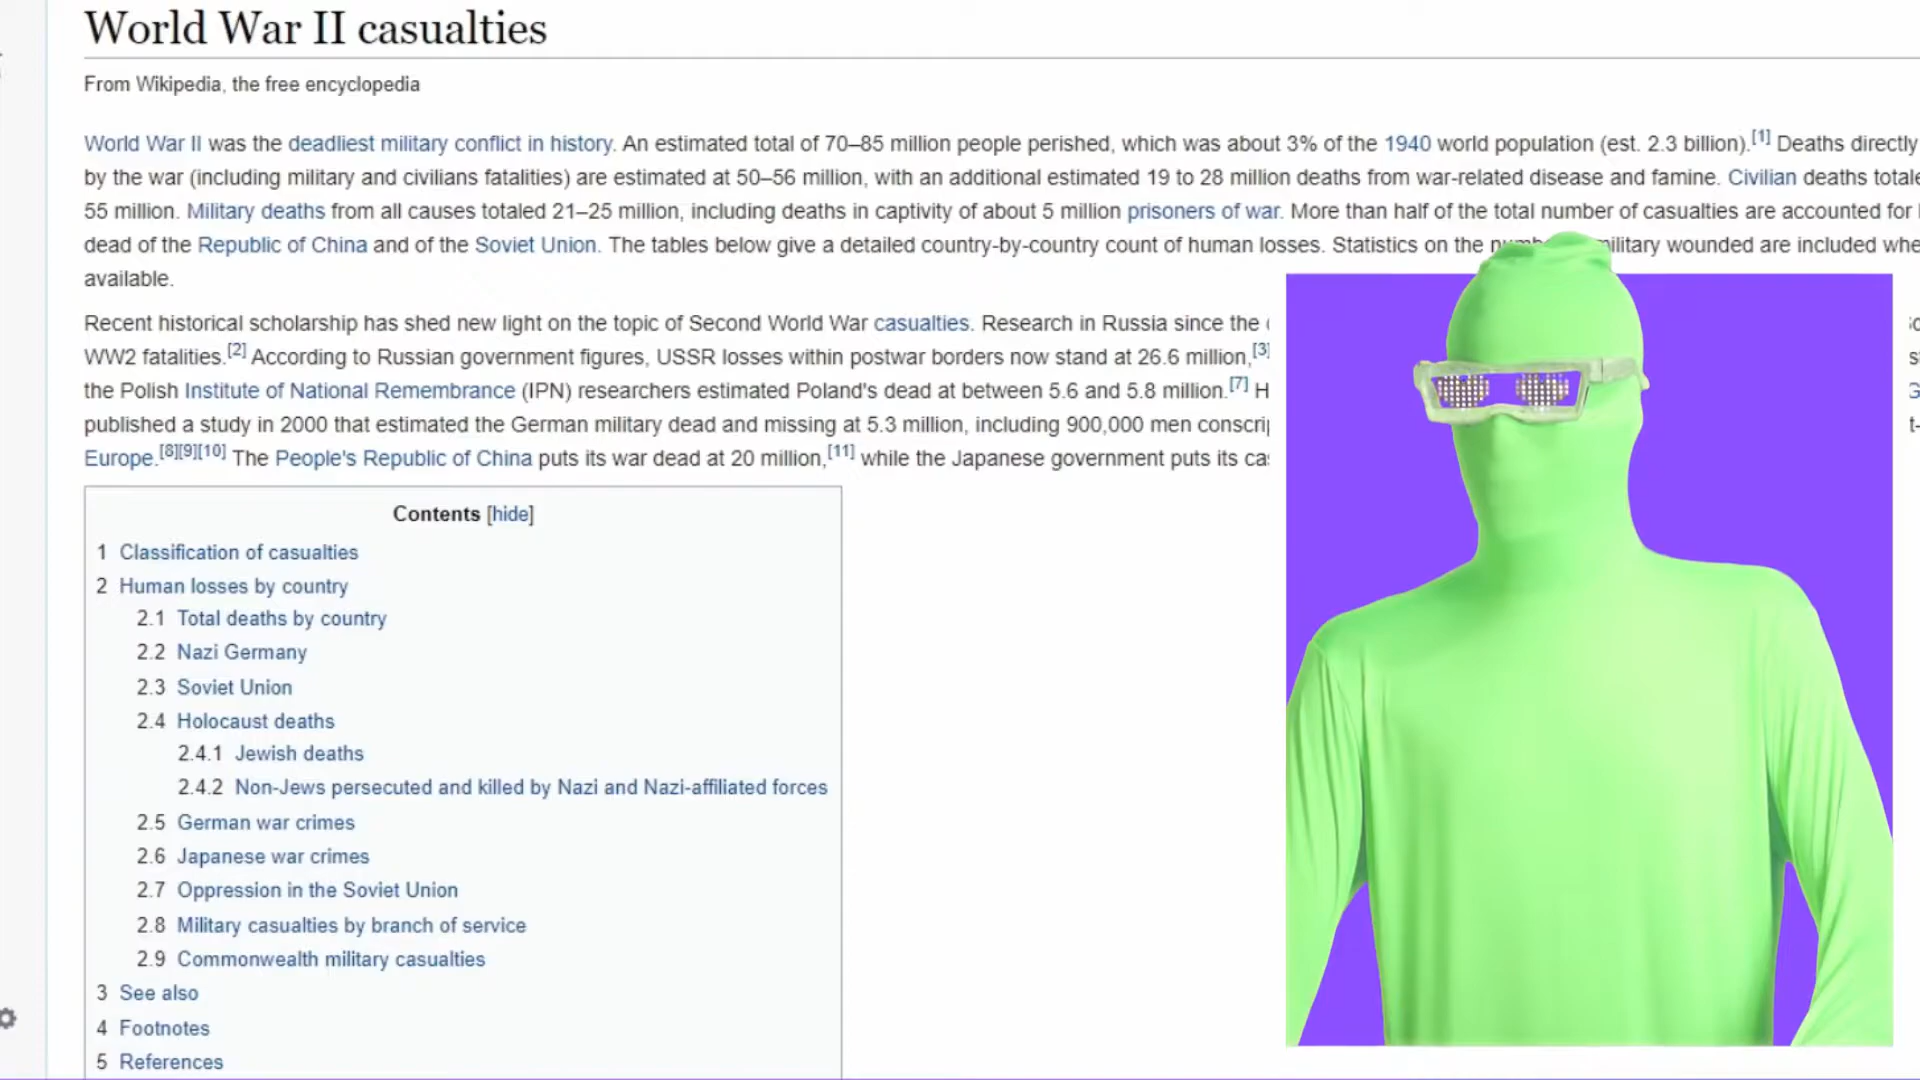 World War II casualties
From Wikipedia, the free encyclopedia
World War II was the deadliest military conflict in history. An estimated total of 70–85 million people perished, which was about 3% of the 1940 world population (est. 2.3 billion).[1] Deaths directly
by the war (including military and civilians fatalities) are estimated at 50–56 million, with an additional estimated 19 to 28 million deaths from war-related disease and famine. Civilian deaths
55 million. Military deaths from all causes totaled 21–25 million, including deaths in captivity of about 5 million prisoners of war. More than half of the total number of casualties are accounted for
dead of the Republic of China and of the Soviet Union. The tables below give a detailed country-by-country count of human losses. Statistics on the wounded are included
available.
Recent historical scholarship has shed new light on the topic of Second World War casualties. Research in Russia since the
WW2 fatalities.[2] According to Russian government figures, USSR losses within postwar borders now stand at 26.6 million,[3]
the Polish Institute of National Remembrance (IPN) researchers estimated Poland's dead at between 5.6 and 5.8 million.[7]
published a study in 2000 that estimated the German military dead and missing at 5.3 million, including 900,000 men
Europe.[8][9][10] The People's Republic of China puts its war dead at 20 million,[11] while the Japanese government puts its
Contents [hide]
1 Classification of casualties
2 Human losses by country
2.1 Total deaths by country
2.2 Nazi Germany
2.3 Soviet Union
2.4 Holocaust deaths
2.4.1 Jewish deaths
2.4.2 Non-Jews persecuted and killed by Nazi and Nazi-affiliated forces
2.5 German war crimes
2.6 Japanese war crimes
2.7 Oppression in the Soviet Union
2.8 Military casualties by branch of service
2.9 Commonwealth military casualties
3 See also
4 Footnotes
5 References